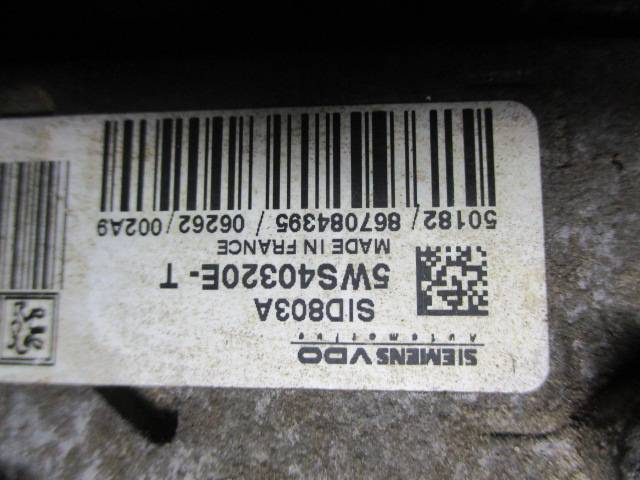 SIEMENS VDO
Automotive
SID803A
5WS40320E-T
MADE IN FRANCE
50182/867084395/06262/002A9